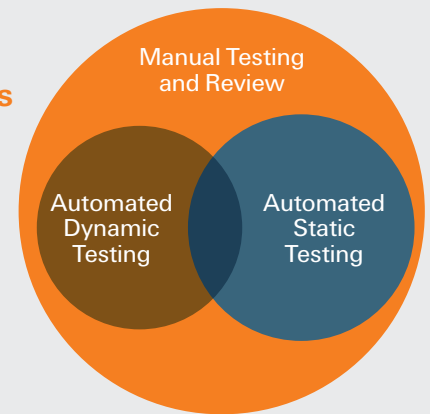 Manual Testing
and Review
s
Automated
Dynamic
Testing
Automated
Static
Testing